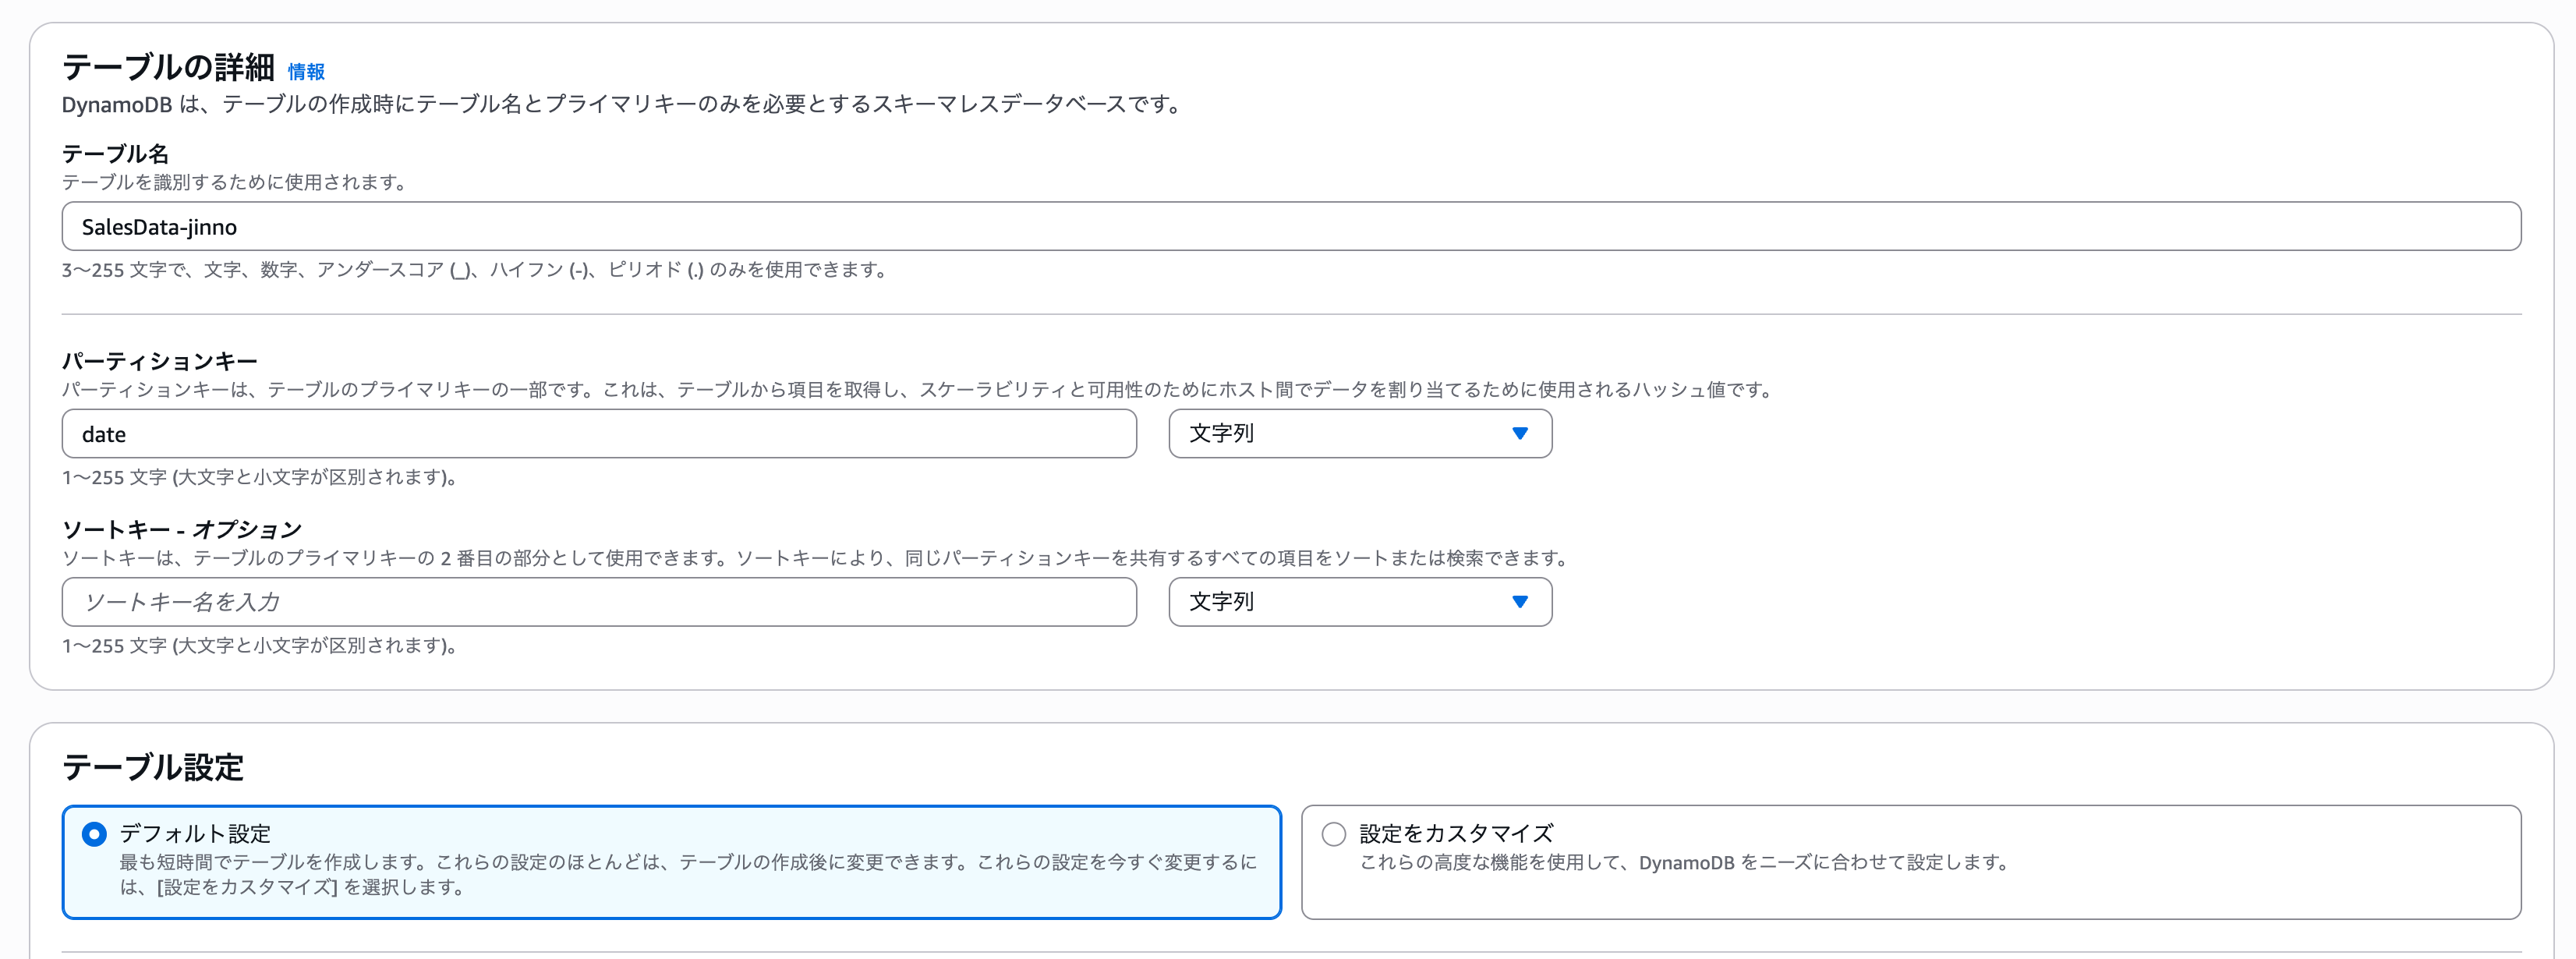 テーブルの詳細 情報
DynamoDB は、テーブルの作成時にテーブル名とプライマリキーのみを必要とするスキーマレスデータベースです。
テーブル名
テーブルを識別するために使用されます。
SalesData-jinno
3～255 文字で、文字、数字、アンダースコア (_)、ハイフン (-)、ピリオド (.) のみを使用できます。
パーティションキー
パーティションキーは、テーブルのプライマリキーの一部です。これは、テーブルから項目を取得し、スケーラビリティと可用性のためにホスト間でデータを割り当てるために使用されるハッシュ値です。
date 文字列
1～255 文字 (大文字と小文字が区別されます)。
ソートキー - オプション
ソートキーは、テーブルのプライマリキーの 2 番目の部分として使用できます。ソートキーにより、同じパーティションキーを共有するすべての項目をソートまたは検索できます。
ソートキー名を入力 文字列
1～255 文字 (大文字と小文字が区別されます)。
テーブル設定
デフォルト設定
最も短時間でテーブルを作成します。これらの設定のほとんどは、テーブルの作成後に変更できます。これらの設定を今すぐ変更するに
は、[設定をカスタマイズ] を選択します。
設定をカスタマイズ
これらの高度な機能を使用して、DynamoDB をニーズに合わせて設定します。